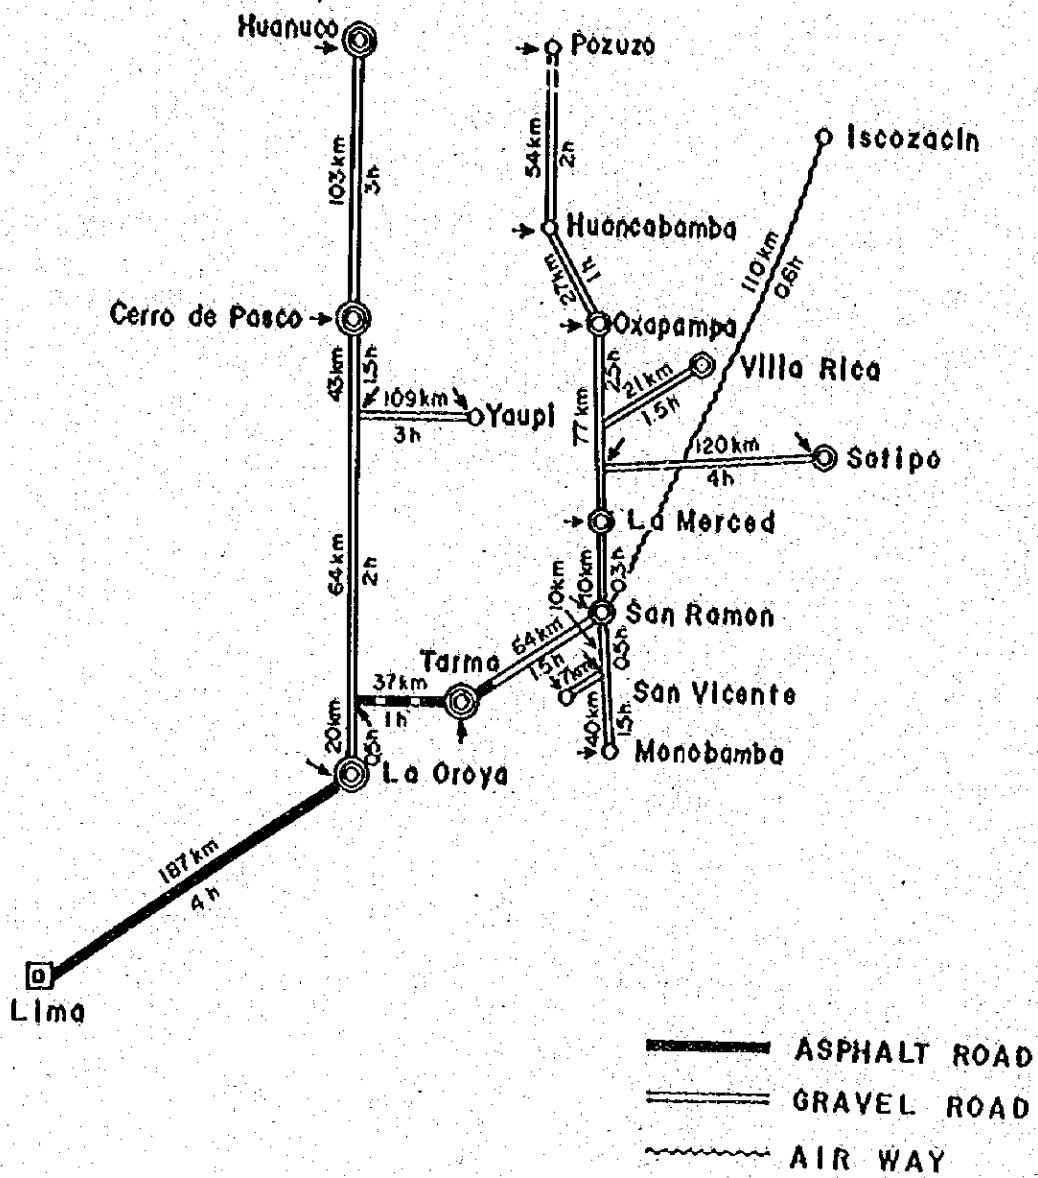 Huanuco
Pozuzo
Iscozacin
103km
3h
54km
2h
Huancabamba
110km
0.6h
27km
1h
Cerro de Pasco
Oxapampa
43km
1.5h
2.5h
77km
21km
1.5h
Villa Rica
109km
3h
Yaupi
120km
4h
Satipo
La Merced
64km
2h
10km
10km
0.3h
San Ramon
64km
1.5h
0.5h
Tarma
37km
1h
7km
San Vicente
40km
1.5h
Monobamba
20km
La Oroya
187km
4h
Lima
ASPHALT ROAD
GRAVEL ROAD
AIR WAY